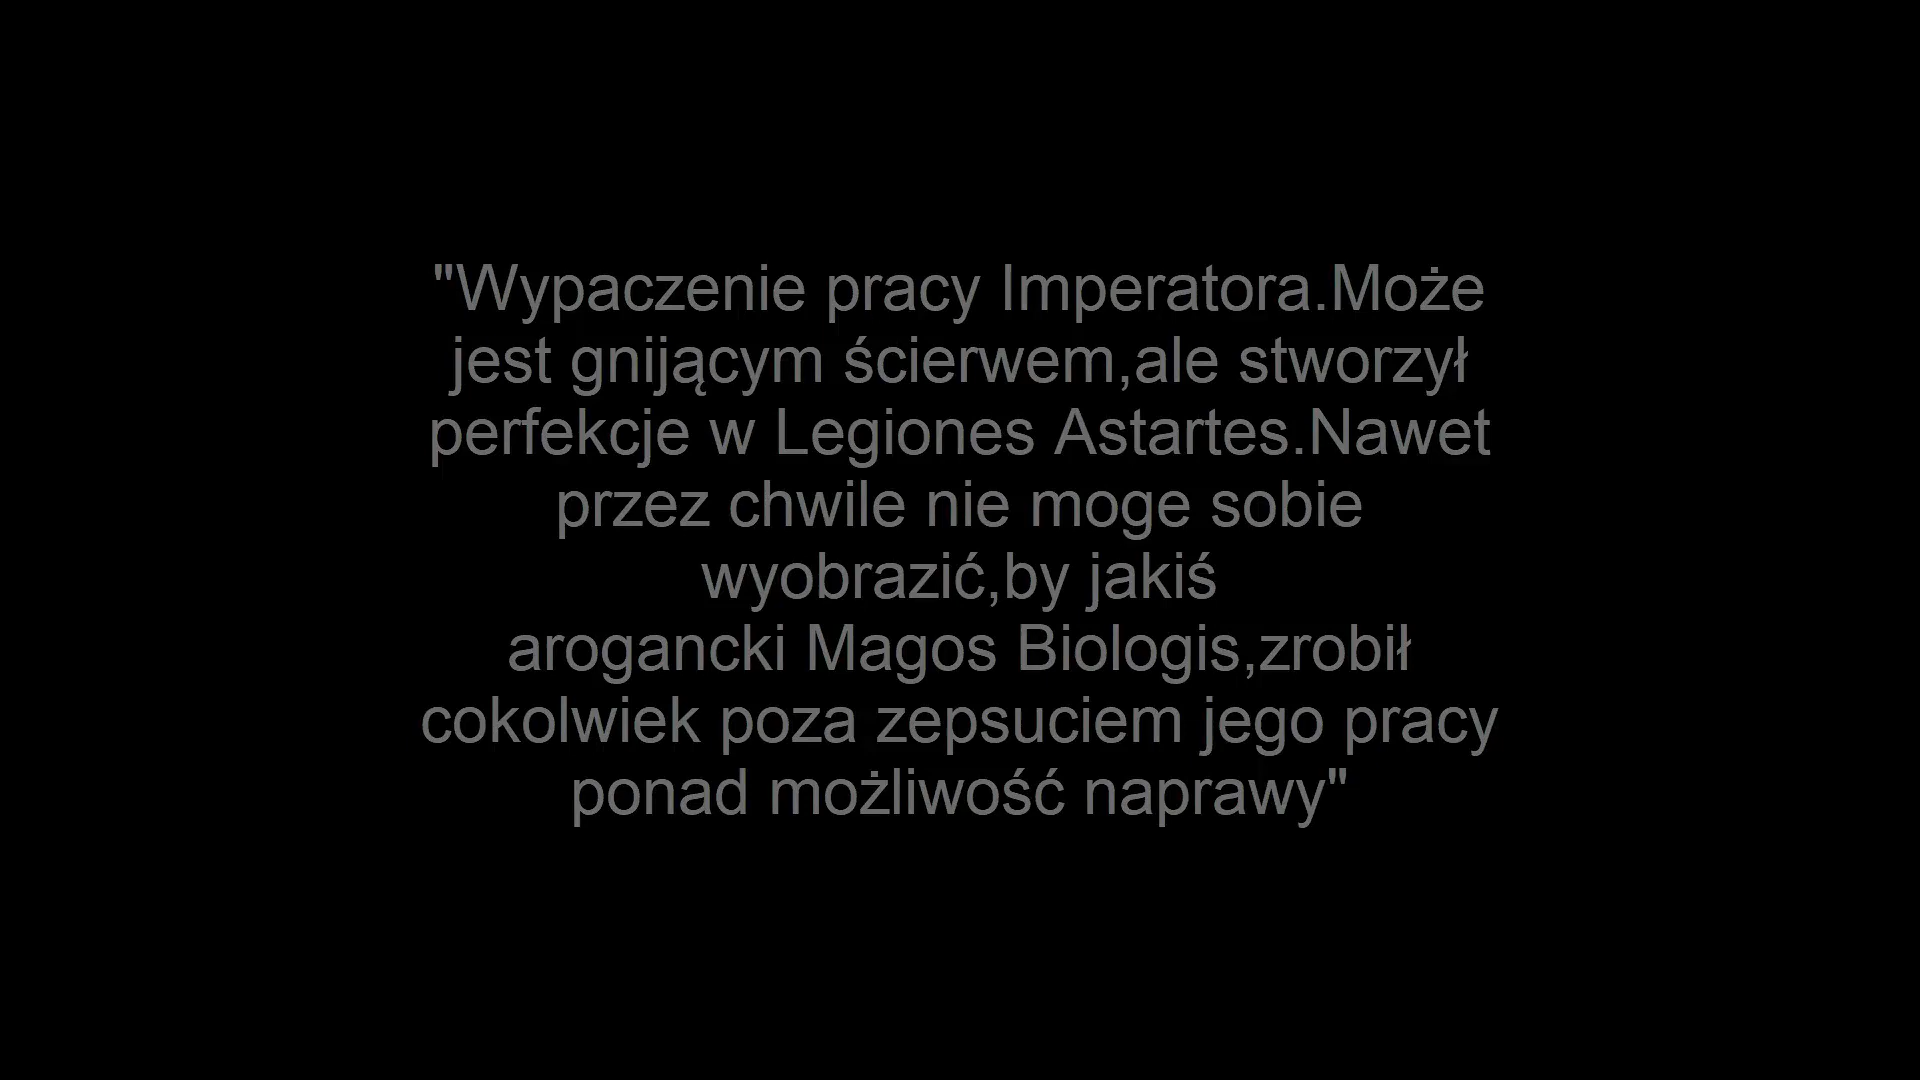 "Wypaczenie pracy Imperatora.Może
jest gnijącym ścierwem,ale stworzył
perfekcje w Legiones Astartes.Nawet
przez chwile nie moge sobie
wyobrazić,by jakiś
arogancki Magos Biologis,zrobił
cokolwiek poza zepsuciem jego pracy
ponad możliwość naprawy"